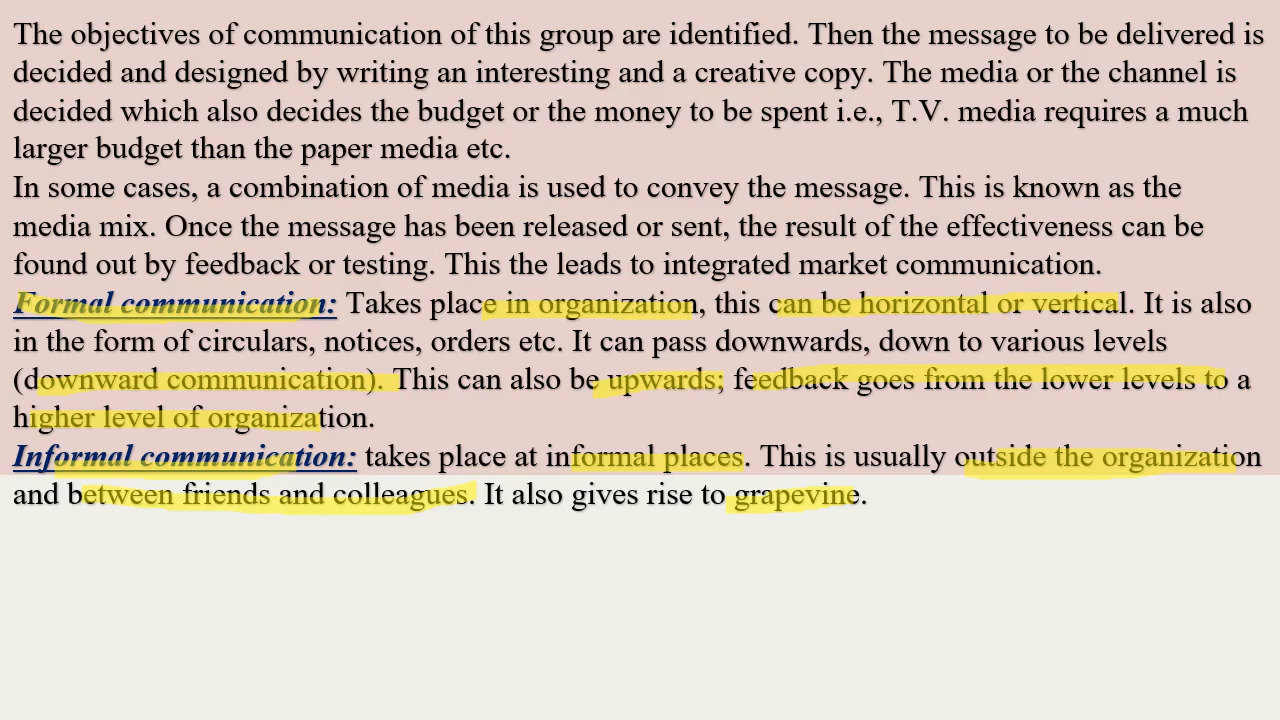 The objectives of communication of this group are identified. Then the message to be delivered is
decided and designed by writing an interesting and a creative copy. The media or the channel is
decided which also decides the budget or the money to be spent i.e., T.V. media requires a much
larger budget than the paper media etc.
In some cases, a combination of media is used to convey the message. This is known as the
media mix. Once the message has been released or sent, the result of the effectiveness can be
found out by feedback or testing. This the leads to integrated market communication.
Formal communication: Takes place in organization, this can be horizontal or vertical. It is also
in the form of circulars, notices, orders etc. It can pass downwards, down to various levels
(downward communication). This can also be upwards; feedback goes from the lower levels to a
higher level of organization.
Informal communication: takes place at informal places. This is usually outside the organization
and between friends and colleagues. It also gives rise to grapevine.